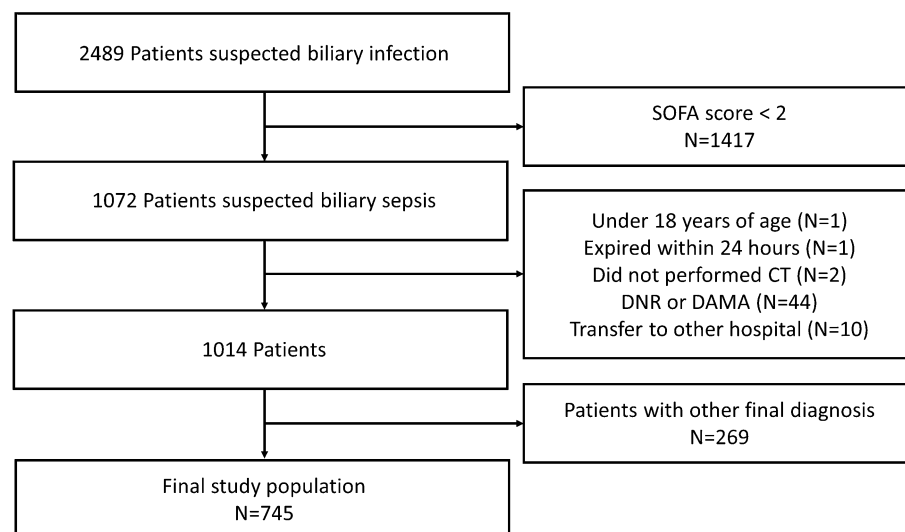 2489 Patients suspected biliary infection
SOFA score < 2
N=1417
1072 Patients suspected biliary sepsis
Under 18 years of age (N=1)
Expired within 24 hours (N=1)
Did not performed CT (N=2)
DNR or DAMA (N=44)
Transfer to other hospital (N=10)
1014 Patients
Patients with other final diagnosis
N=269
Final study population
N=745